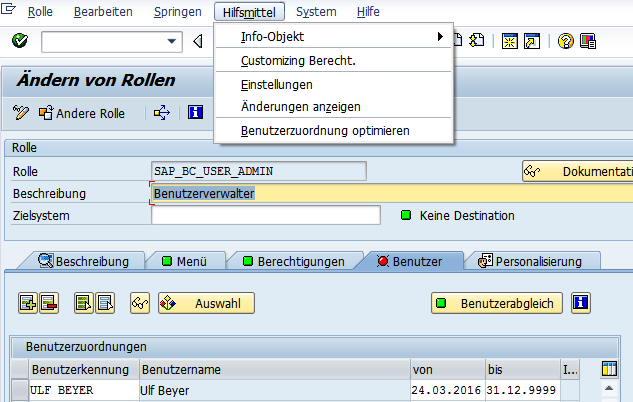 Rolle Bearbeiten Springen Hilfsmittel System Hilfe
Info-Objekt
Customizing Berecht.
Einstellungen
Änderungen anzeigen
Benutzerzuordnung optimieren
Ändern von Rollen
Andere Rolle
Rolle
Rolle SAP_BC_USER_ADMIN Dokumentati
Beschreibung Benutzerverwalter
Zielsystem Keine Destination
Beschreibung Menü Berechtigungen Benutzer Personalisierung
Auswahl Benutzerabgleich
Benutzerzuordnungen
Benutzerkennung Benutzername von bis I...
ULF BEYER Ulf Beyer 24.03.2016 31.12.9999